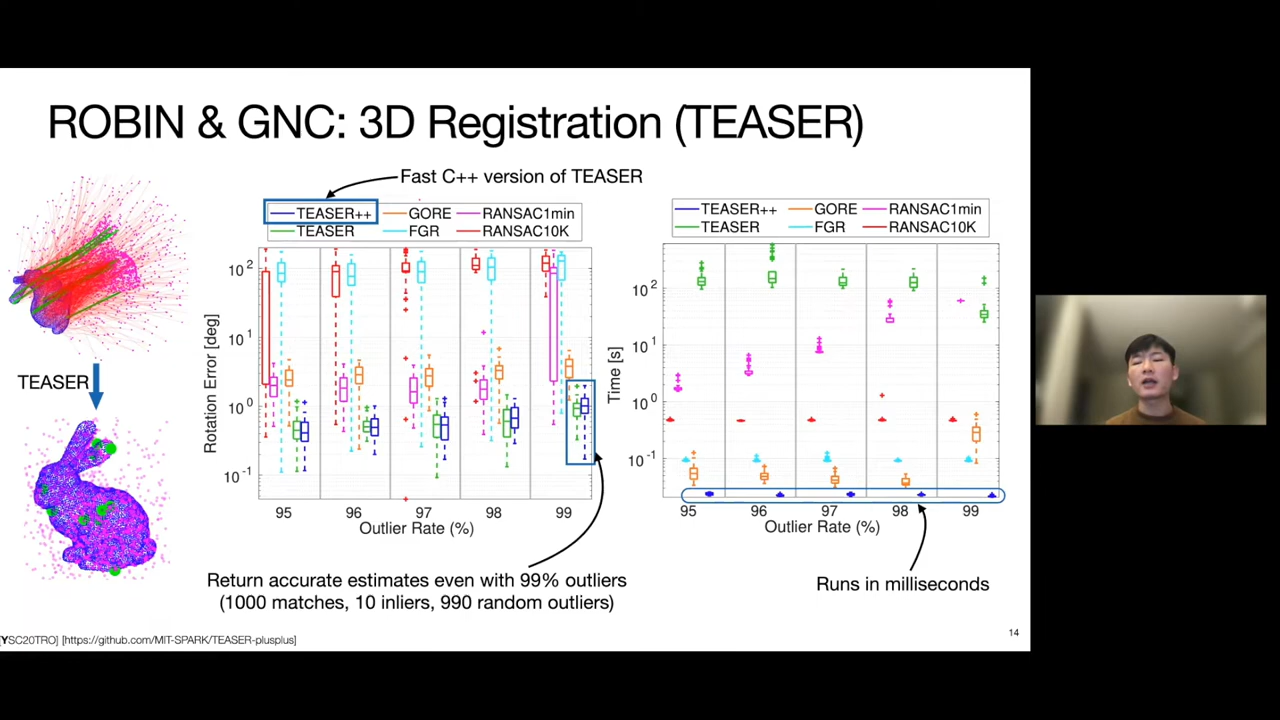 ROBIN & GNC: 3D Registration (TEASER)
Fast C++ version of TEASER
TEASER++ GORE RANSAC1min
TEASER FGR RANSAC10K
TEASER++ GORE RANSAC1min
TEASER FGR RANSAC10K
TEASER
Rotation Error [deg]
10^2
10^1
10^0
10^-1
95 96 97 98 99
Outlier Rate (%)
Time [s]
10^2
10^1
10^0
10^-1
95 96 97 98 99
Outlier Rate (%)
Return accurate estimates even with 99% outliers
(1000 matches, 10 inliers, 990 random outliers)
Runs in milliseconds
[YSC20TRO] [https://github.com/MIT-SPARK/TEASER-plusplus]
14